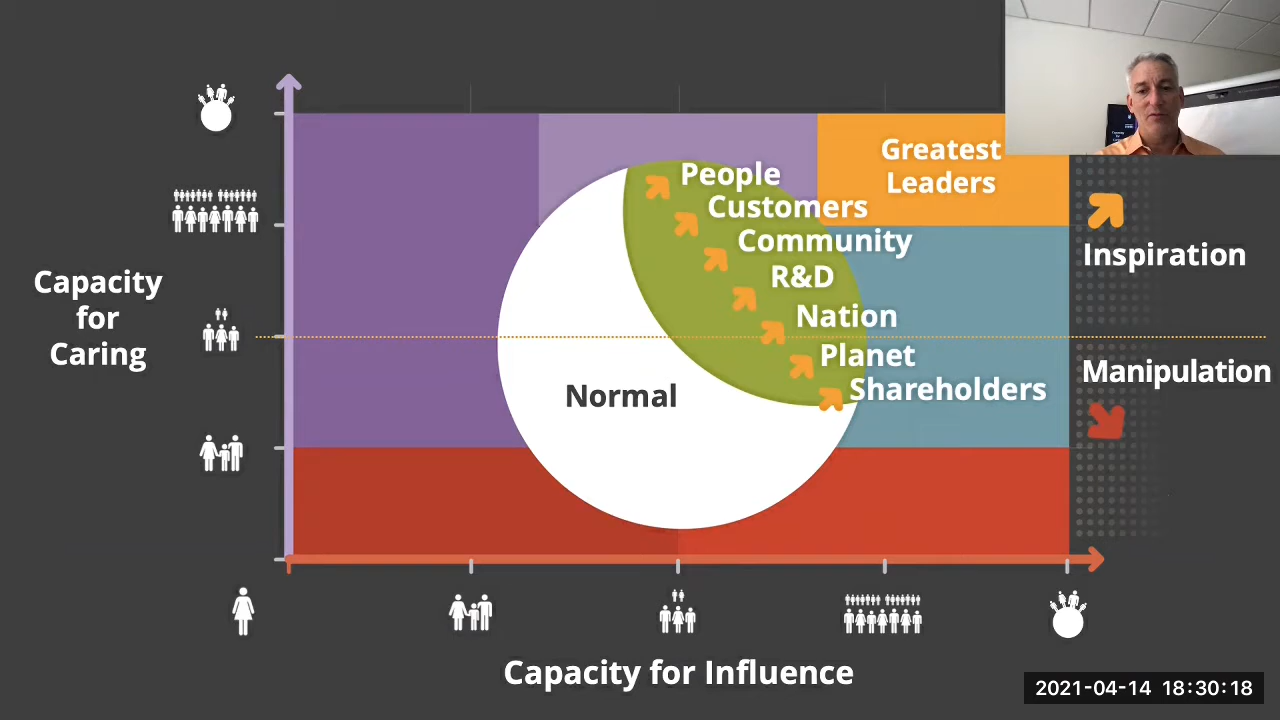 Greatest
Leaders
People
Customers
Community
R&D
Nation
Planet
Shareholders
Inspiration
Manipulation
Capacity
for
Caring
Normal
Capacity for Influence
2021-04-14 18:30:18